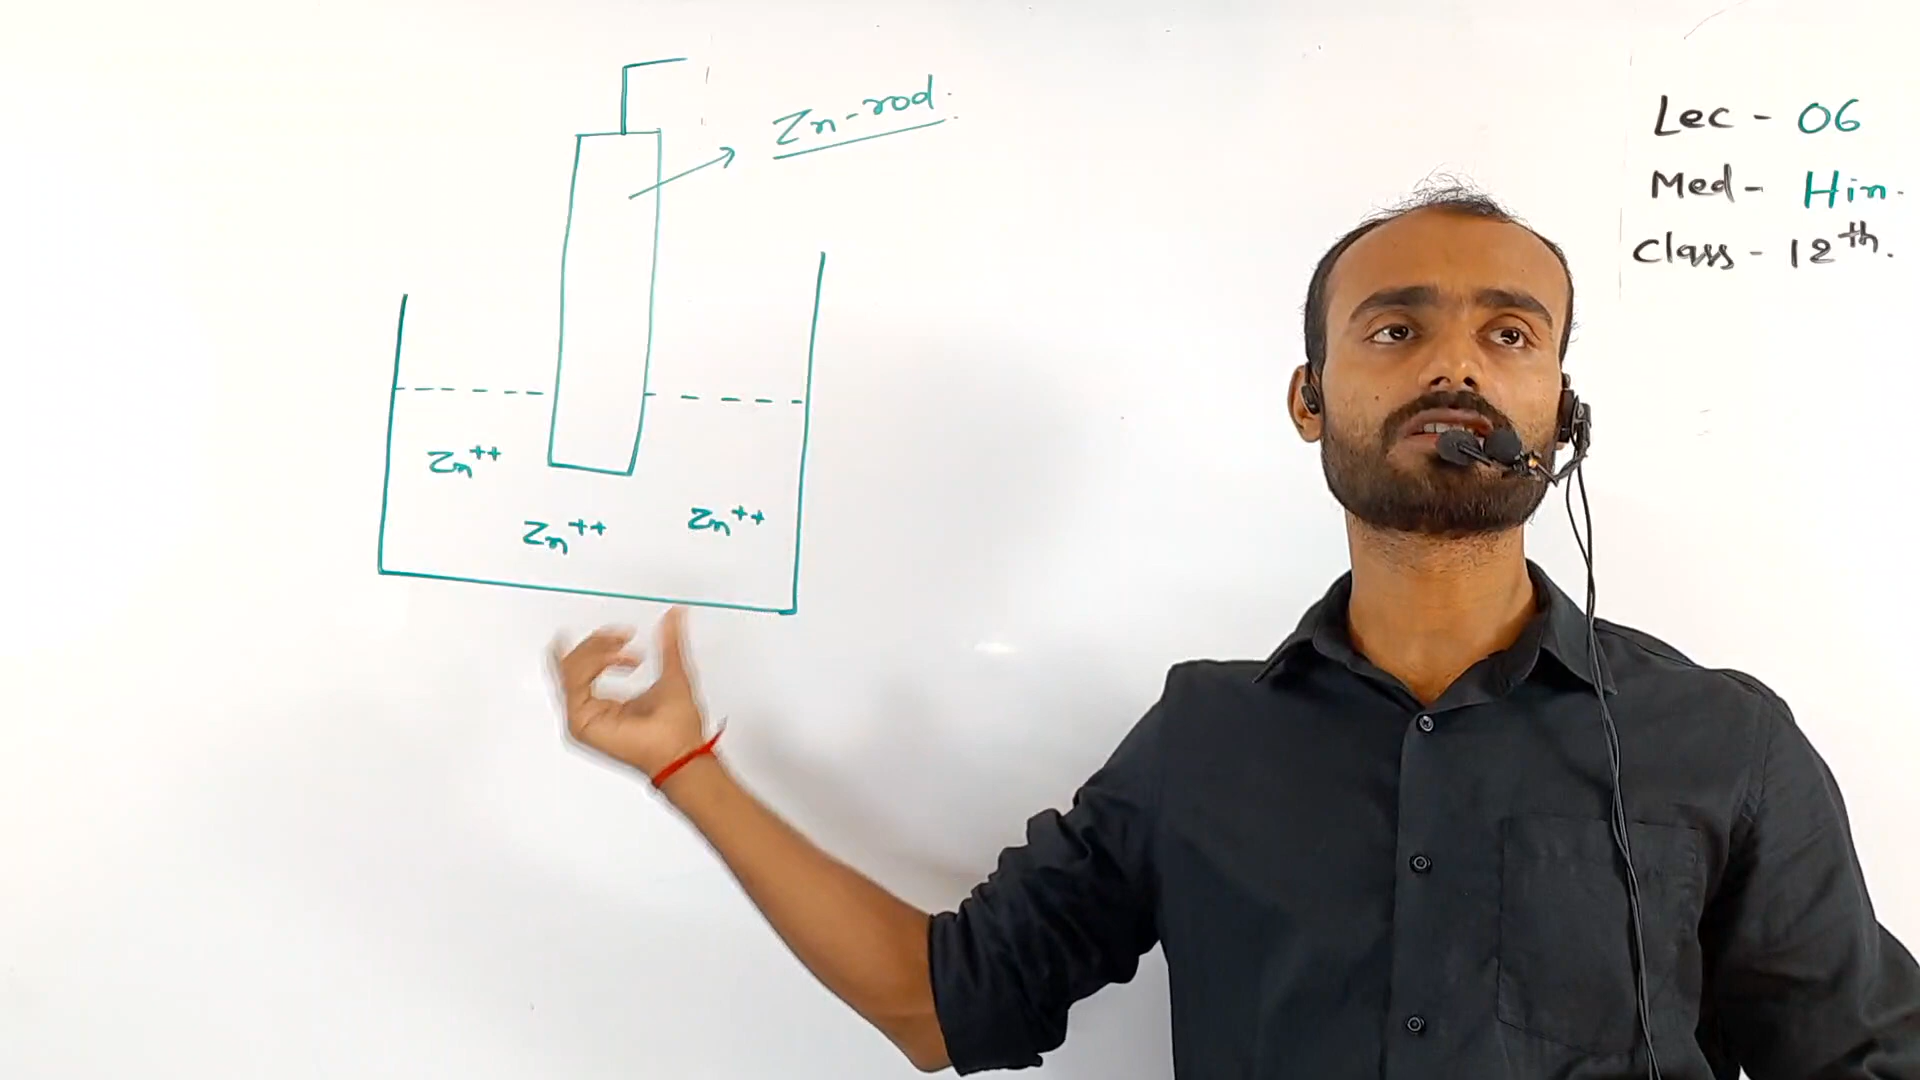 Zn-rod.
Zn++
Zn++
Zn++
Lec - 06
Med - Hin.
Class - 12th.